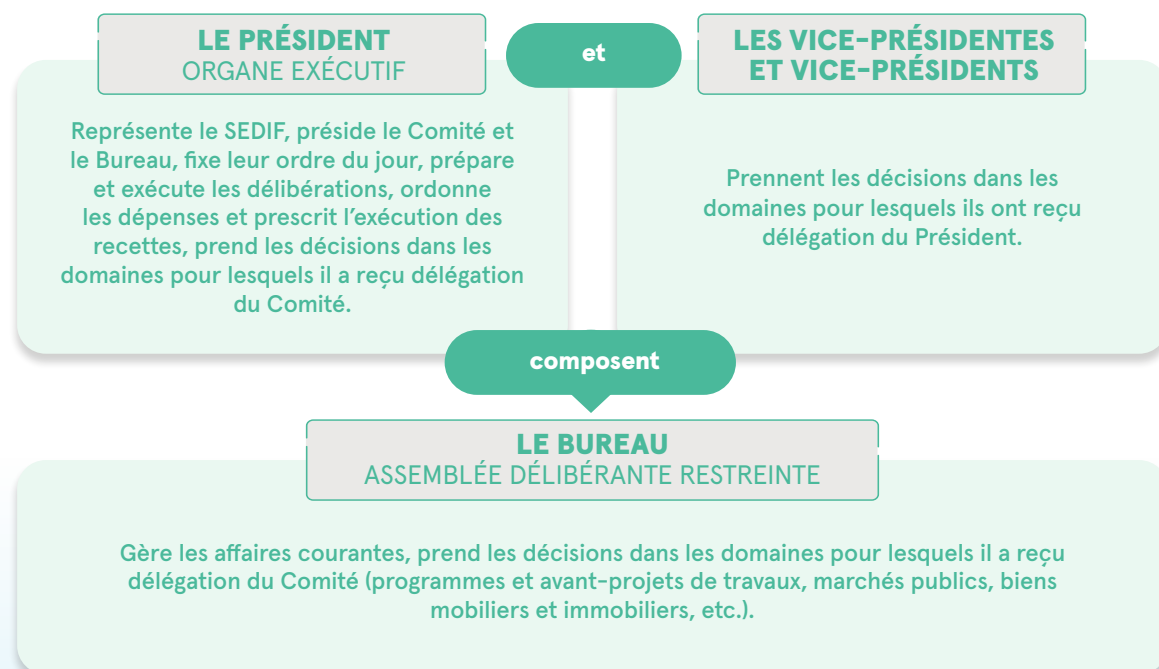 LE PRÉSIDENT
ORGANE EXÉCUTIF
Représente le SEDIF, préside le Comité et
le Bureau, fixe leur ordre du jour, prépare
et exécute les délibérations, ordonne
les dépenses et prescrit l’exécution des
recettes, prend les décisions dans les
domaines pour lesquels il a reçu délégation
du Comité.
et
LES VICE-PRÉSIDENTES
ET VICE-PRÉSIDENTS
Prennent les décisions dans les
domaines pour lesquels ils ont reçu
délégation du Président.
composent
LE BUREAU
ASSEMBLÉE DÉLIBÉRANTE RESTREINTE
Gère les affaires courantes, prend les décisions dans les domaines pour lesquels il a reçu
délégation du Comité (programmes et avant-projets de travaux, marchés publics, biens
mobiliers et immobiliers, etc.).